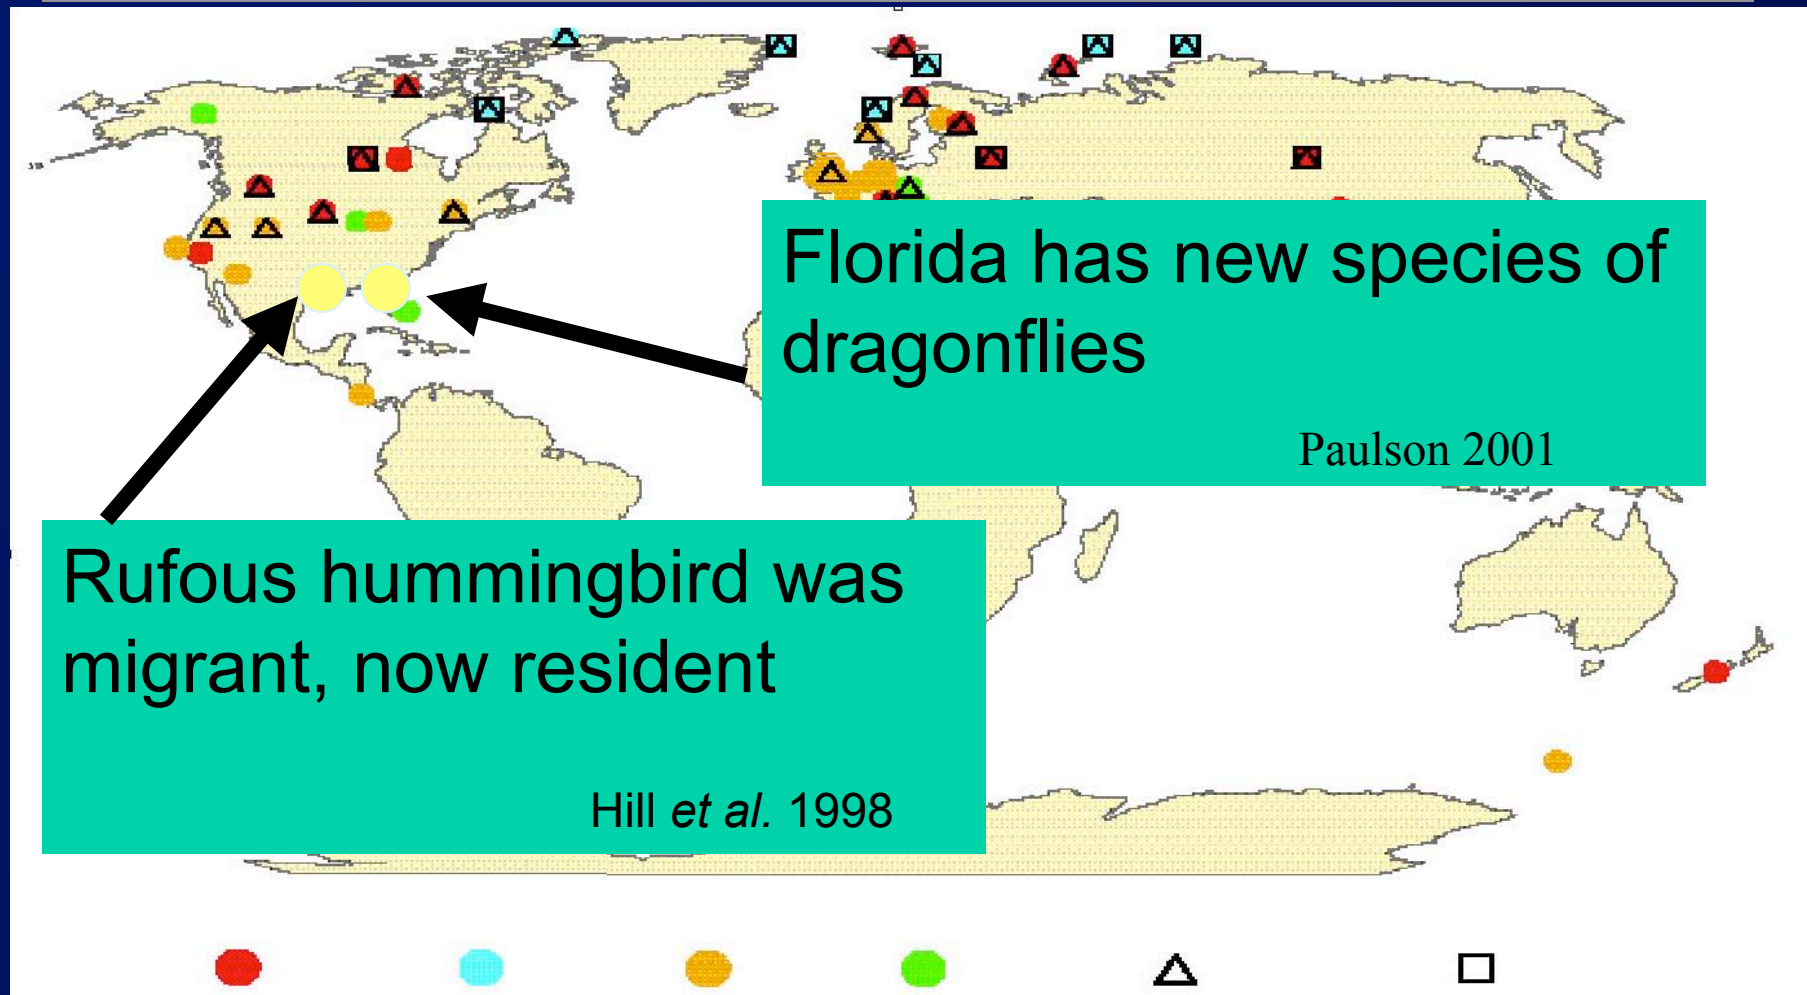 Florida has new species of
dragonflies
Paulson 2001
Rufous hummingbird was
migrant, now resident
Hill et al. 1998